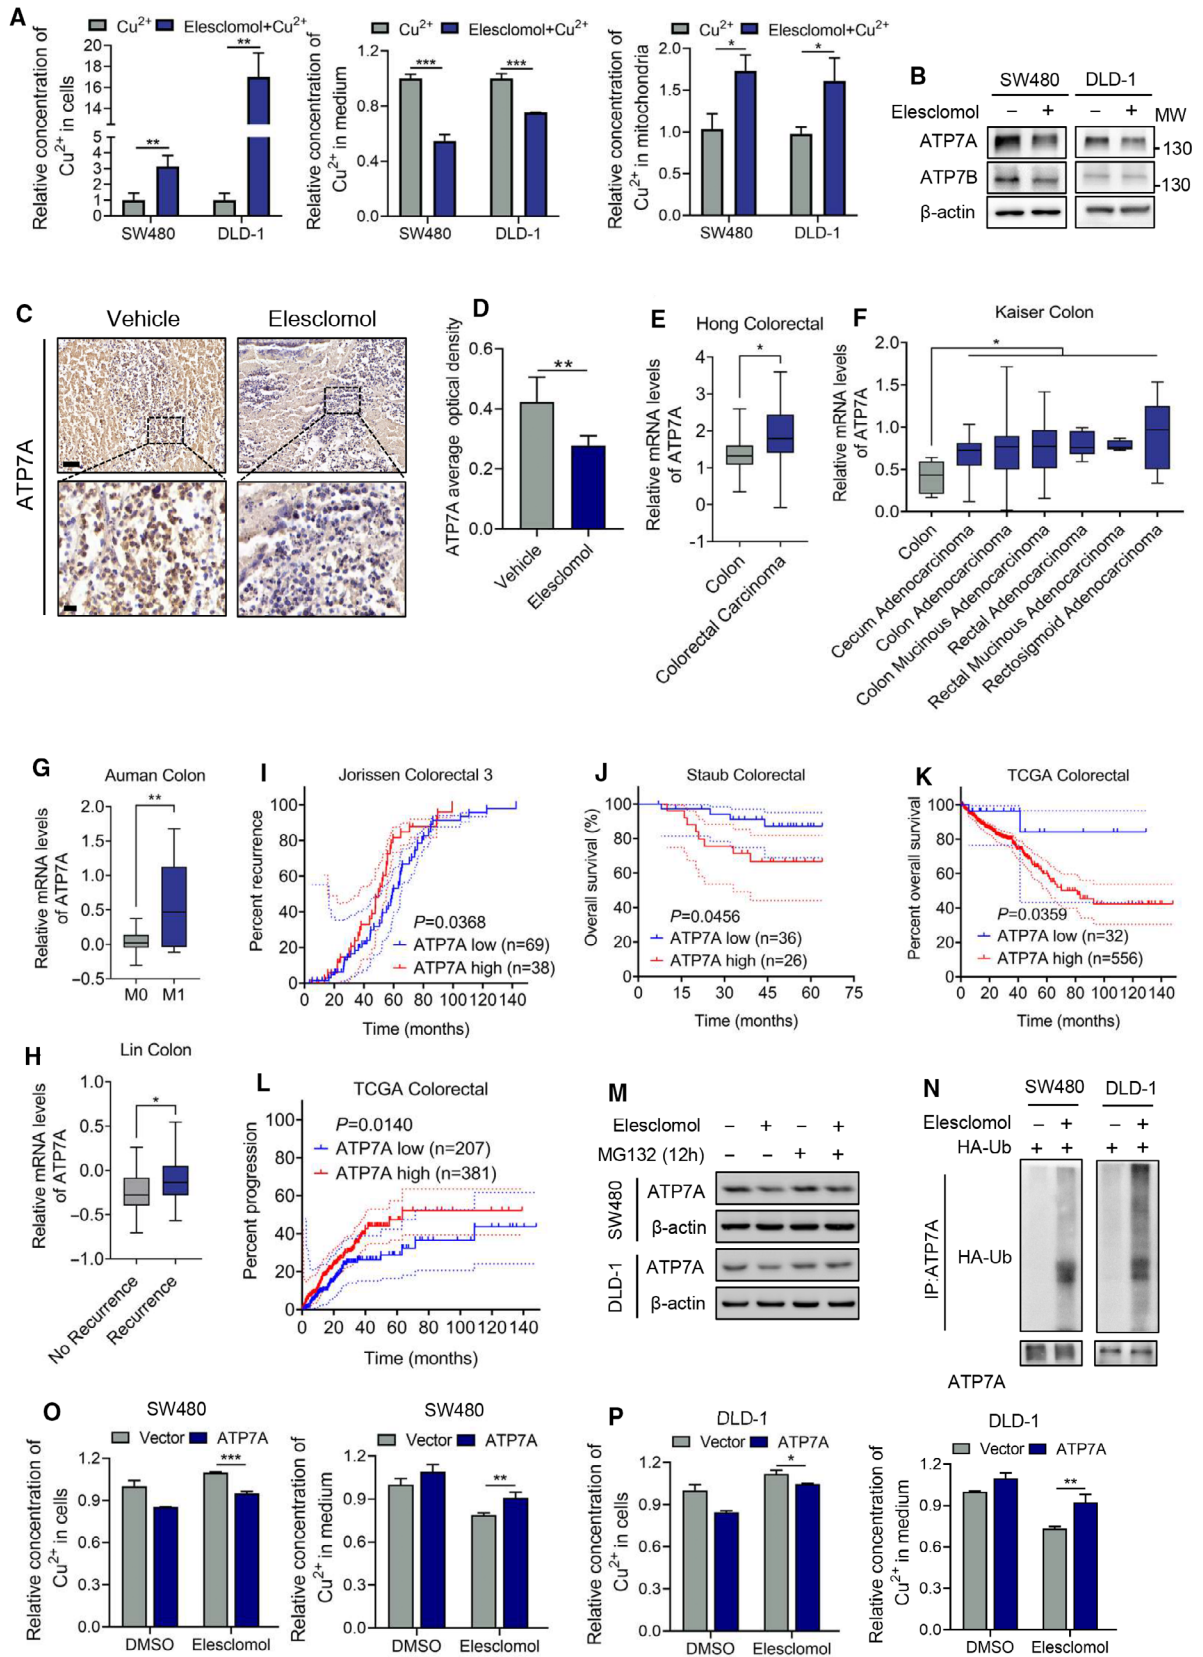 A
Cu2+ Elesclomol+Cu2+
Relative concentration of
Cu2+ in cells
20
18
16
14
12
5
4
3
2
1
0
**
**
SW480 DLD-1
Cu2+ Elesclomol+Cu2+
Relative concentration of
Cu2+ in medium
1.2
0.8
0.4
0.0
***
***
SW480 DLD-1
Cu2+ Elesclomol+Cu2+
Relative concentration of
Cu2+ in mitochondria
2.0
1.5
1.0
0.5
0.0
*
*
SW480 DLD-1
B
SW480 DLD-1
Elesclomol – + – + MW
ATP7A -130
ATP7B -130
β-actin
C
Vehicle Elesclomol
ATP7A
D
ATP7A average optical density
0.6
0.4
0.2
0.0
**
Vehicle
Elesclomol
E
Hong Colorectal
Relative mRNA levels
of ATP7A
4
3
2
1
0
-1
*
Colon
Colorectal Carcinoma
F
Kaiser Colon
Relative mRNA levels
of ATP7A
2.0
1.5
1.0
0.5
0.0
*
Colon
Cecum Adenocarcinoma
Colon Adenocarcinoma
Colon Mucinous Adenocarcinoma
Rectal Adenocarcinoma
Rectal Mucinous Adenocarcinoma
Rectosigmoid Adenocarcinoma
G
Auman Colon
Relative mRNA levels
of ATP7A
2.0
1.5
1.0
0.5
0.0
–0.5
**
M0 M1
I
Jorissen Colorectal 3
Percent recurrence
100
80
60
40
20
0
P=0.0368
ATP7A low (n=69)
ATP7A high (n=38)
0 20 40 60 80 100 120 140
Time (months)
J
Staub Colorectal
Overall survival (%)
100
80
60
40
20
0
P=0.0456
ATP7A low (n=36)
ATP7A high (n=26)
0 15 30 45 60 75
Time (months)
K
TCGA Colorectal
Percent overall survival
100
80
60
40
20
0
P=0.0359
ATP7A low (n=32)
ATP7A high (n=556)
0 20 40 60 80 100 120 140
Time (months)
H
Lin Colon
Relative mRNA levels
of ATP7A
1.0
0.5
0.0
–0.5
–1.0
*
No Recurrence
Recurrence
L
TCGA Colorectal
Percent progression
100
80
60
40
20
0
P=0.0140
ATP7A low (n=207)
ATP7A high (n=381)
0 20 40 60 80 100 120 140
Time (months)
M
Elesclomol – + – +
MG132 (12h) – – + +
SW480
ATP7A
β-actin
DLD-1
ATP7A
β-actin
N
SW480 DLD-1
Elesclomol – + – +
HA-Ub + + + +
IP:ATP7A
HA-Ub
ATP7A
O
SW480
Vector ATP7A
Relative concentration of
Cu2+ in cells
1.2
0.9
0.6
0.3
0.0
***
DMSO Elesclomol
SW480
Vector ATP7A
Relative concentration of
Cu2+ in medium
1.2
0.9
0.6
0.3
0.0
**
DMSO Elesclomol
P
DLD-1
Vector ATP7A
Relative concentration of
Cu2+ in cells
1.2
0.9
0.6
0.3
0.0
*
DMSO Elesclomol
DLD-1
Vector ATP7A
Relative concentration of
Cu2+ in medium
1.2
0.9
0.6
0.3
0.0
**
DMSO Elesclomol